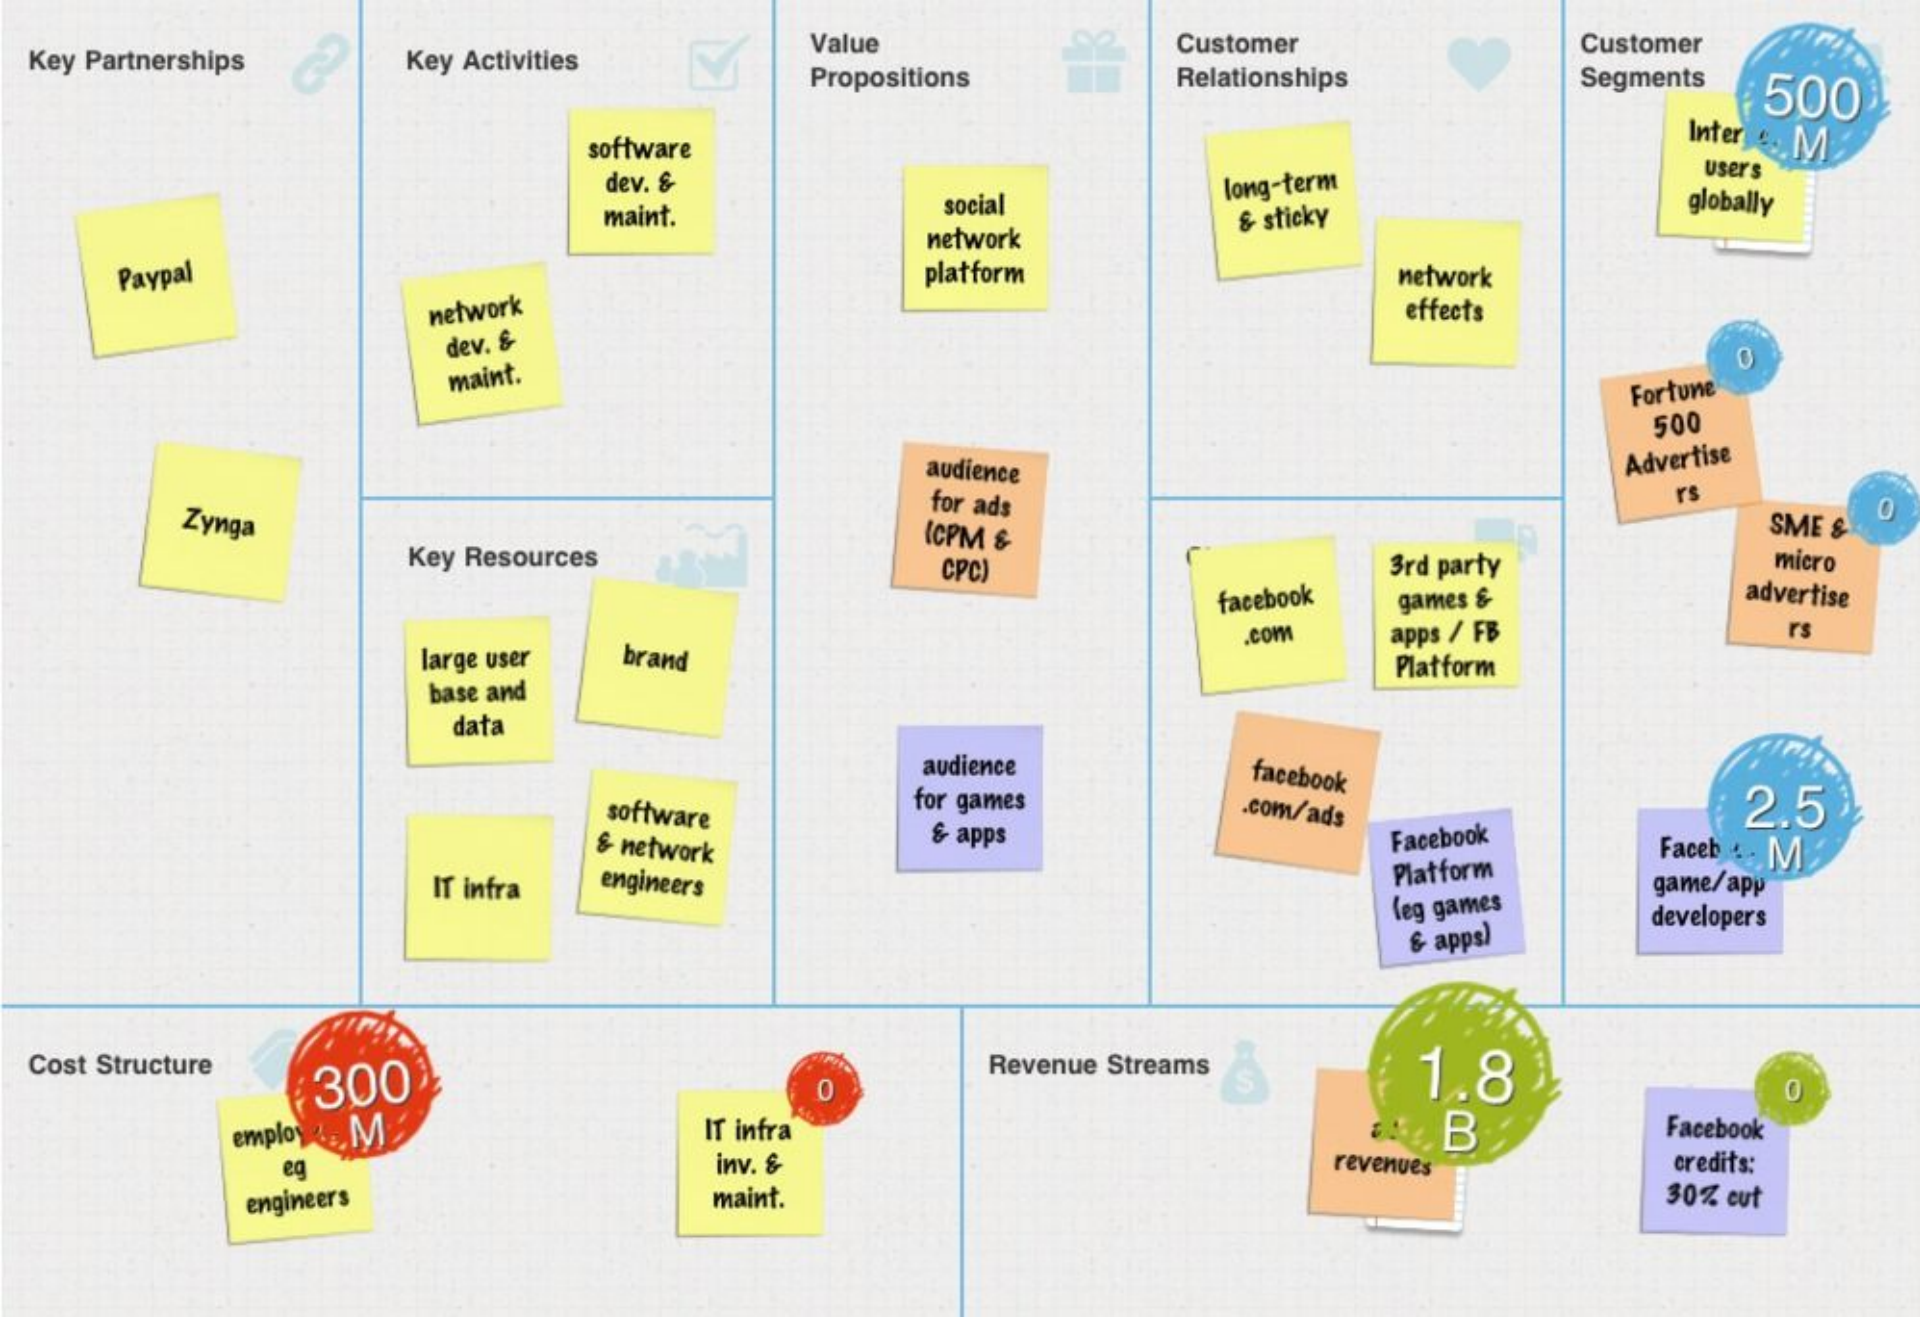 Key Partnerships
Paypal
Zynga
Key Activities
software
dev. &
maint.
network
dev. &
maint.
Key Resources
large user
base and
data
brand
IT infra
software
& network
engineers
Value
Propositions
social
network
platform
audience
for ads
(CPM &
CPC)
audience
for games
& apps
Customer
Relationships
long-term
& sticky
network
effects
facebook
.com
3rd party
games &
apps / FB
Platform
facebook
.com/ads
Facebook
Platform
(eg games
& apps)
Customer
Segments
500
M
users
globally
0
Fortune
500
Advertise
rs
0
SME &
micro
advertise
rs
2.5
M
game/app
developers
Cost Structure
300
M
eg
engineers
0
IT infra
inv. &
maint.
Revenue Streams
1.8
B
revenues
0
Facebook
credits:
30% cut